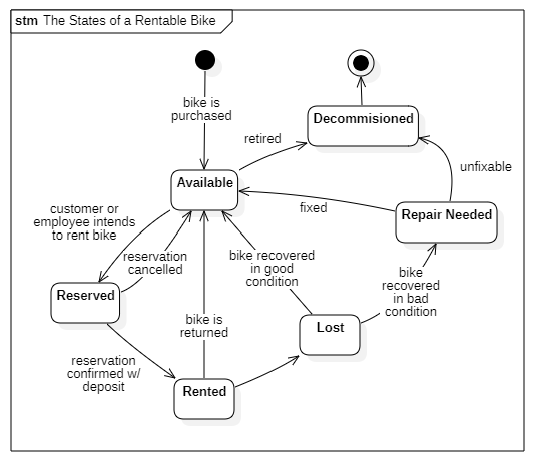 stm The States of a Rentable Bike
bike is
purchased
Decommisioned
retired
Available
unfixable
customer or
employee intends
to rent bike
fixed
Repair Needed
reservation
cancelled
bike recovered
in good
condition
bike
recovered
in bad
condition
Reserved
bike is
returned
Lost
reservation
confirmed w/
deposit
Rented